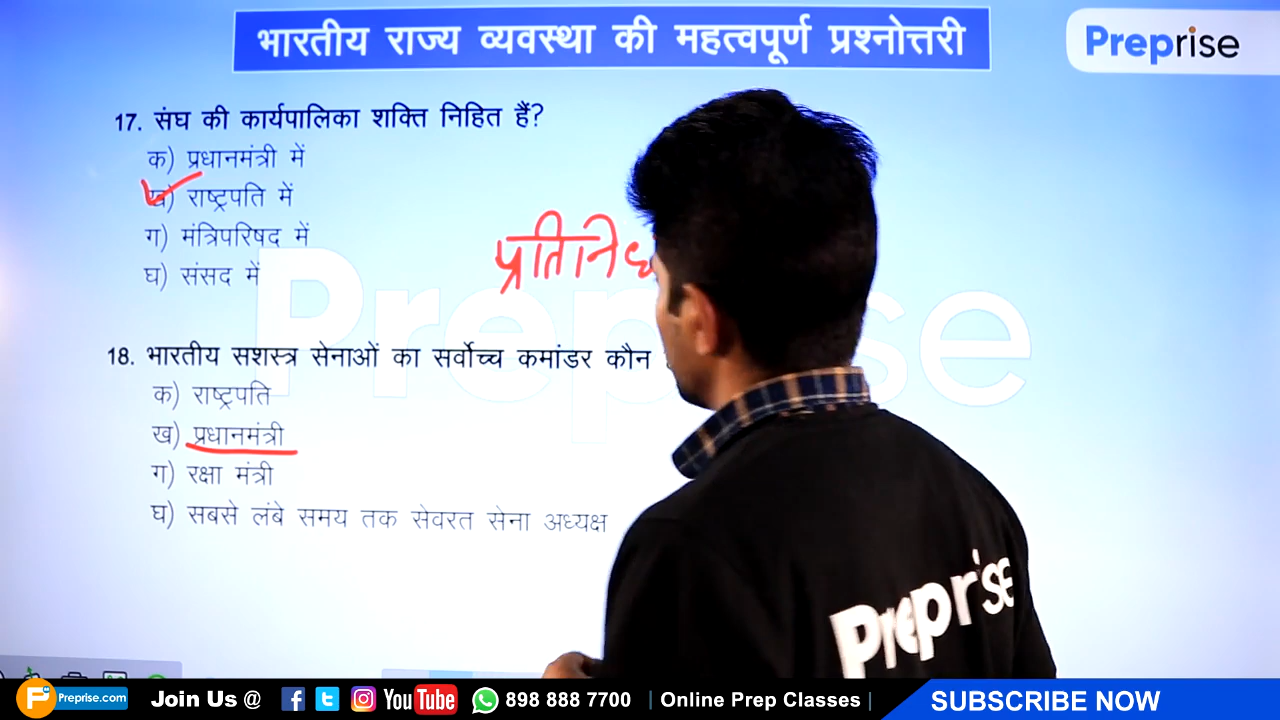 भारतीय राज्य व्यवस्था की महत्वपूर्ण प्रश्नोत्तरी
Preprise
17. संघ की कार्यपालिका शक्ति निहित हैं?
क) प्रधानमंत्री में
ख) राष्ट्रपति में
ग) मंत्रिपरिषद में
घ) संसद में
प्रतिनिध
18. भारतीय सशस्त्र सेनाओं का सर्वोच्च कमांडर कौन
क) राष्ट्रपति
ख) प्रधानमंत्री
ग) रक्षा मंत्री
घ) सबसे लंबे समय तक सेवरत सेना अध्यक्ष
Preprise
Preprise.com Join Us @ YouTube 898 888 7700 | Online Prep Classes | SUBSCRIBE NOW